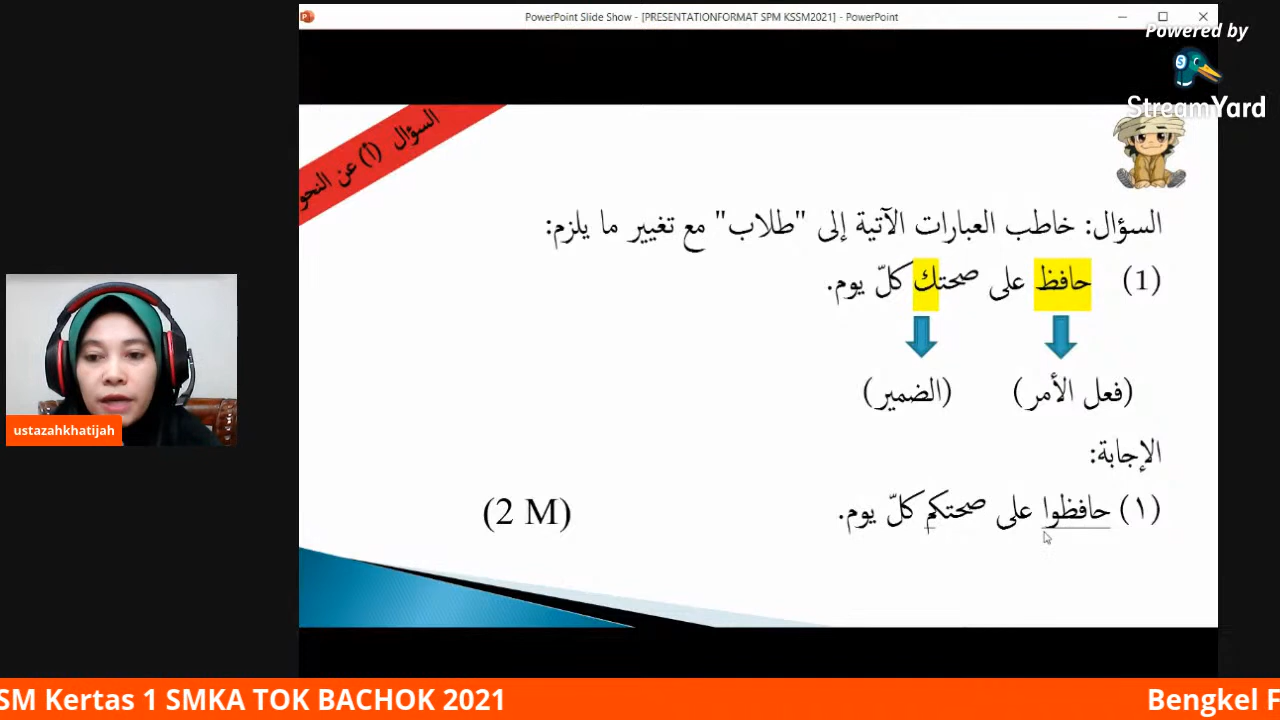 PowerPoint Slide Show - [PRESENTATIONFORMAT SPM KSSM2021] - PowerPoint
Powered by
StreamYard
السؤال (أ) عن النحو
السؤال: خاطب العبارات الآتية إلى "طلاب" مع تغيير ما يلزم:
(1) حافظ على صحتك كلّ يوم.
(فعل الأمر) (الضمير)
الإجابة:
(١) حافظوا على صحتكم كلّ يوم. (2 M)
ustazahkhatijah
SM Kertas 1 SMKA TOK BACHOK 2021 Bengkel F